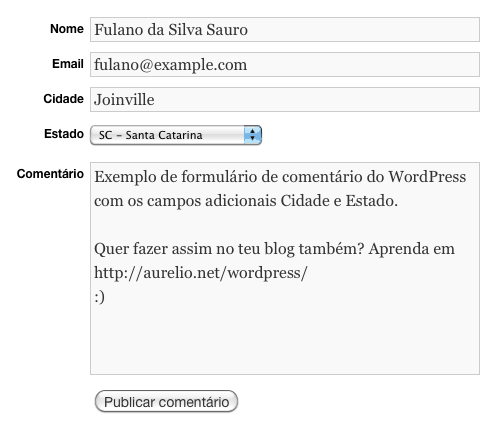 Nome Fulano da Silva Sauro
Email fulano@example.com
Cidade Joinville
Estado SC – Santa Catarina
Comentário Exemplo de formulário de comentário do WordPress
com os campos adicionais Cidade e Estado.
Quer fazer assim no teu blog também? Aprenda em
http://aurelio.net/wordpress/
:)
Publicar comentário